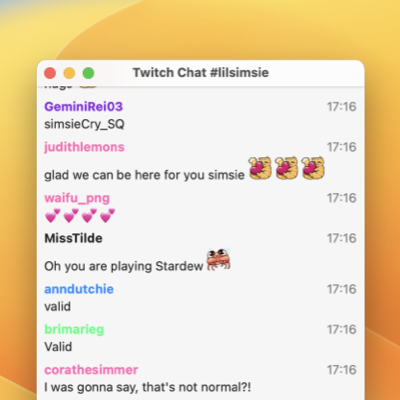 Twitch Chat #lilsimsie
hugs
GeminiRei03 17:16
simsieCry_SQ
judithlemons 17:16
glad we can be here for you simsie
waifu_png 17:16
💕💕💕💕
MissTilde 17:16
Oh you are playing Stardew
anndutchie 17:16
valid
brimarieg 17:16
Valid
corathesimmer 17:16
I was gonna say, that's not normal?!